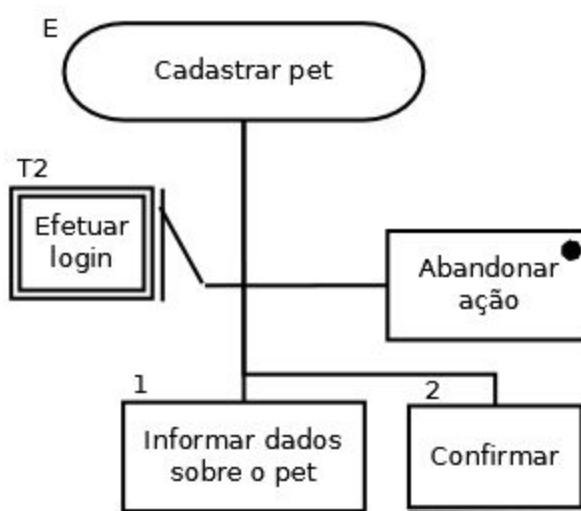 E
Cadastrar pet
T2
Efetuar
login
Abandonar
ação
1
Informar dados
sobre o pet
2
Confirmar